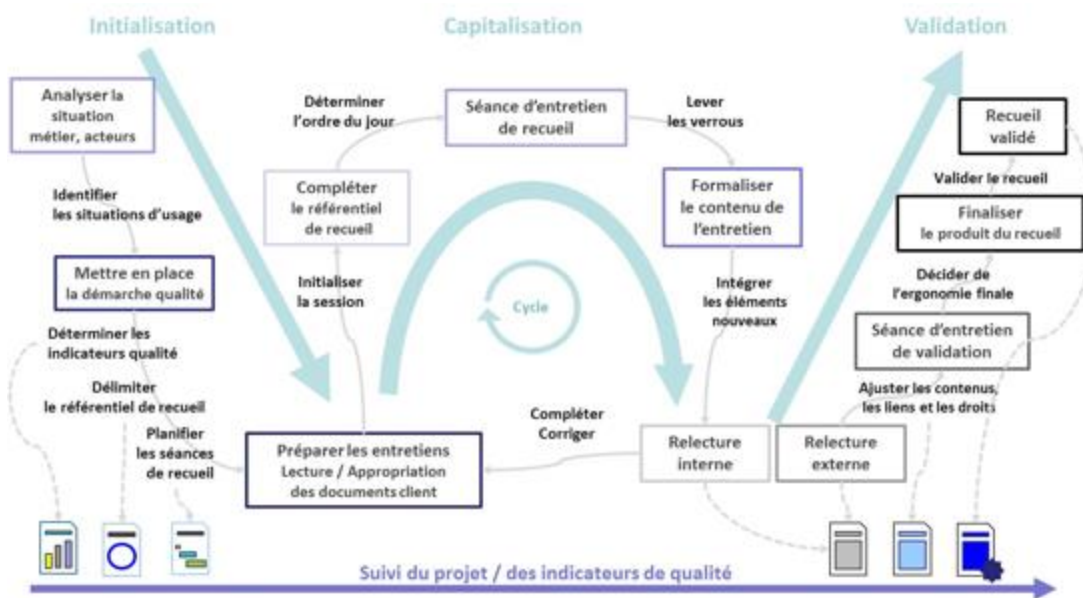 Initialisation
Capitalisation
Validation
Analyser la
situation
métier, acteurs
Identifier
les situations d'usage
Mettre en place
la démarche qualité
Déterminer les
indicateurs qualité
Délimiter
le référentiel de recueil
Planifier
les séances
de recueil
Préparer les entretiens
Lecture / Appropriation
des documents client
Initialiser
la session
Compléter
le référentiel
de recueil
Déterminer
l'ordre du jour
Séance d'entretien
de recueil
Lever
les verrous
Formaliser
le contenu de
l'entretien
Intégrer
les éléments
nouveaux
Cycle
Compléter
Corriger
Relecture
interne
Relecture
externe
Ajuster les contenus,
les liens et les droits
Séance d'entretien
de validation
Décider de
l'ergonomie finale
Finaliser
le produit du recueil
Valider le recueil
Recueil
validé
Suivi du projet / des indicateurs de qualité